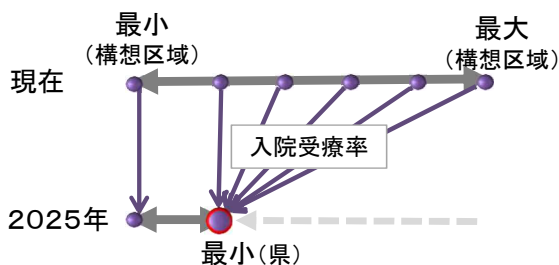 最小
(構想区域)
最大
(構想区域)
現在
入院受療率
2025年
最小(県)